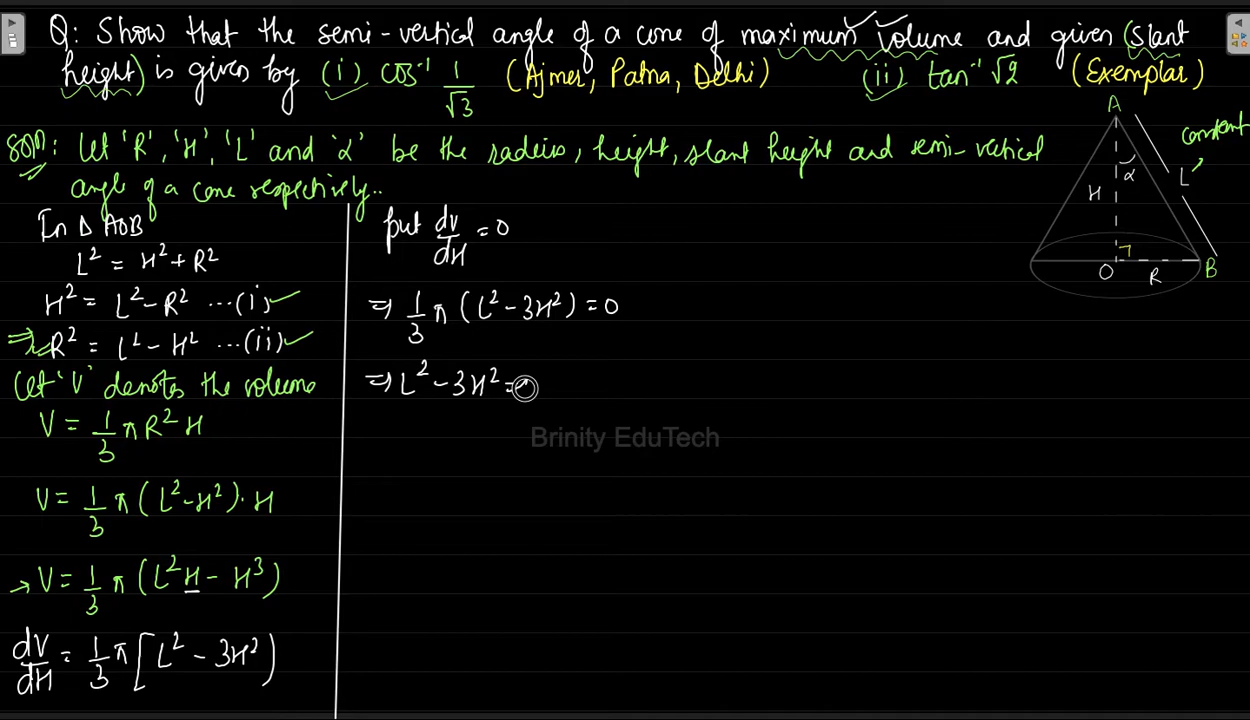 Q: Show that the semi-vertical angle of a cone of maximum volume and given (slant
height) is given by (i) cos⁻¹ 1/√3 (Ajmer, Patna, Delhi) (ii) tan⁻¹ √2 (Exemplar)
Soln: Let 'R', 'H', 'L' and 'α' be the radius, height, slant height and semi-vertical
angle of a cone respectively..
In Δ AOB
L² = H² + R²
H² = L² - R² ...(i)
⇒ R² = L² - H² ...(ii)
Let 'V' denotes the volume
V = 1/3 π R² H
V = 1/3 π (L² - H²) · H
→ V = 1/3 π (L² H - H³)
dV/dH = 1/3 π [L² - 3H²)
put dV/dH = 0
⇒ 1/3 π (L² - 3H²) = 0
⇒ L² - 3H² =
Brinity EduTech
A
constant
α
L
H
O
R
B